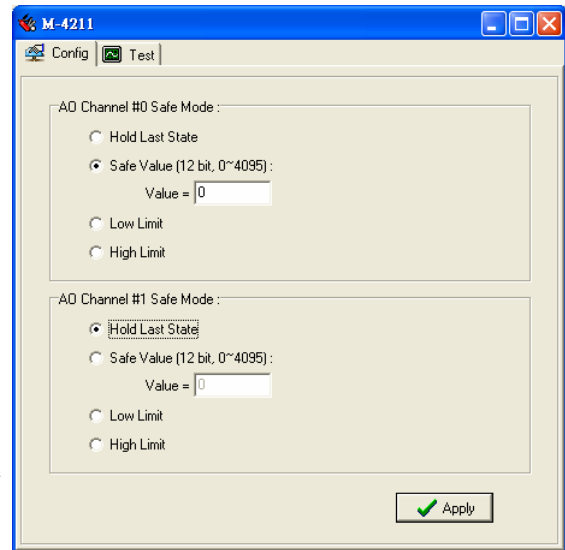 M-4211
Config Test
AO Channel #0 Safe Mode :
Hold Last State
Safe Value (12 bit, 0~4095) :
Value = 0
Low Limit
High Limit
AO Channel #1 Safe Mode :
Hold Last State
Safe Value (12 bit, 0~4095) :
Value = 0
Low Limit
High Limit
Apply